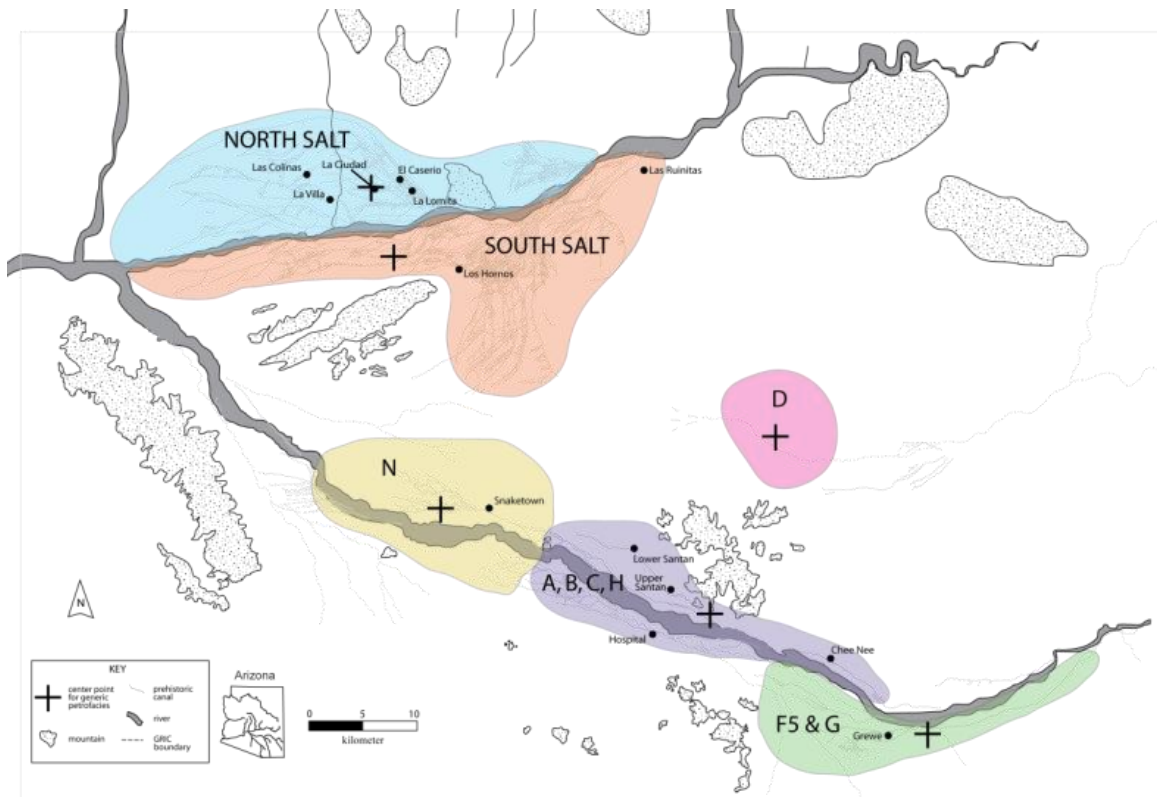 NORTH SALT
Las Colinas
La Ciudad
El Caserio
La Villa
La Lomita
Las Ruinitas
SOUTH SALT
Los Hornos
D
N
Snaketown
Lower Santan
A, B, C, H
Upper
Santan
Hospital
Chee Nee
F5 & G
Grewe
N
KEY
center point
for generic
petrofacies
prehistoric
canal
river
mountain
GRIC
boundary
Arizona
0 5 10
kilometer